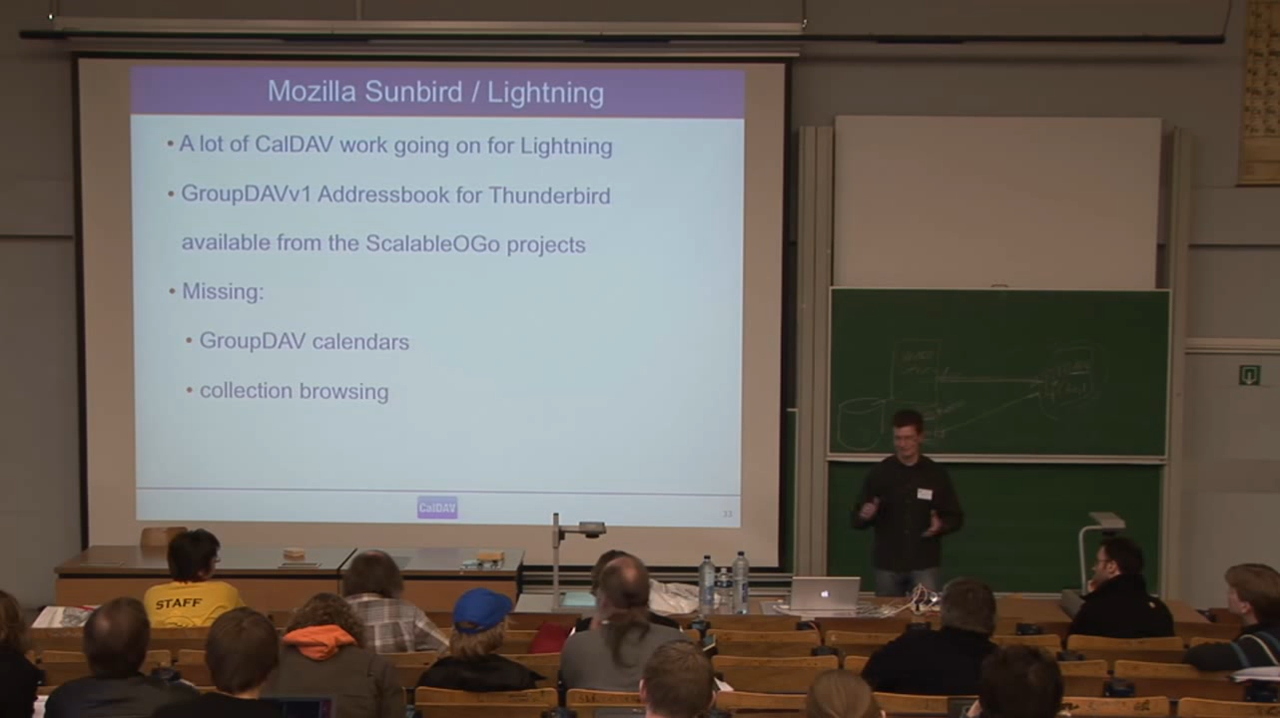 Mozilla Sunbird / Lightning
• A lot of CalDAV work going on for Lightning
• GroupDAVv1 Addressbook for Thunderbird
available from the ScalableOGo projects
• Missing:
• GroupDAV calendars
• collection browsing
CalDAV
33
STAFF